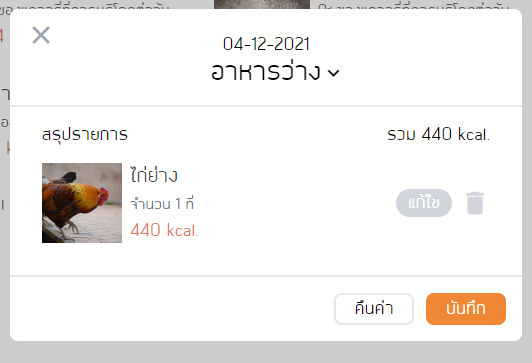 04-12-2021
อาหารว่าง
สรุปรายการ
รวม 440 kcal.
ไก่ย่าง
จำนวน 1 ที่
440 kcal.
แก้ไข
คืนค่า
บันทึก